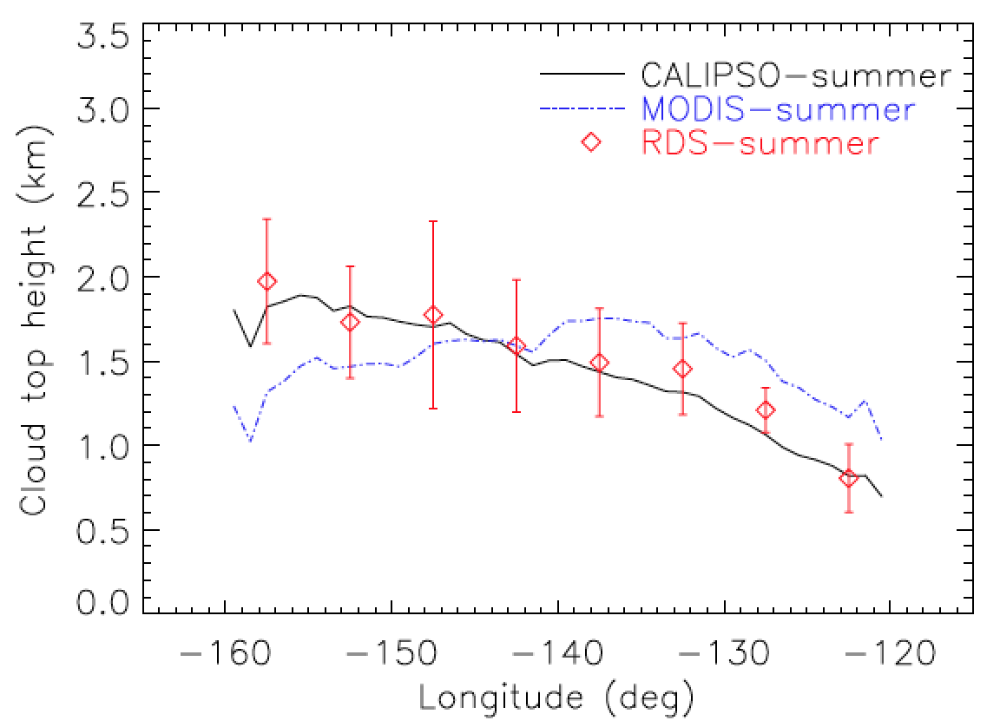 3.5
3.0
2.5
2.0
1.5
1.0
0.5
0.0
Cloud top height (km)
CALIPSO−summer
MODIS−summer
RDS−summer
−160 −150 −140 −130 −120
Longitude (deg)